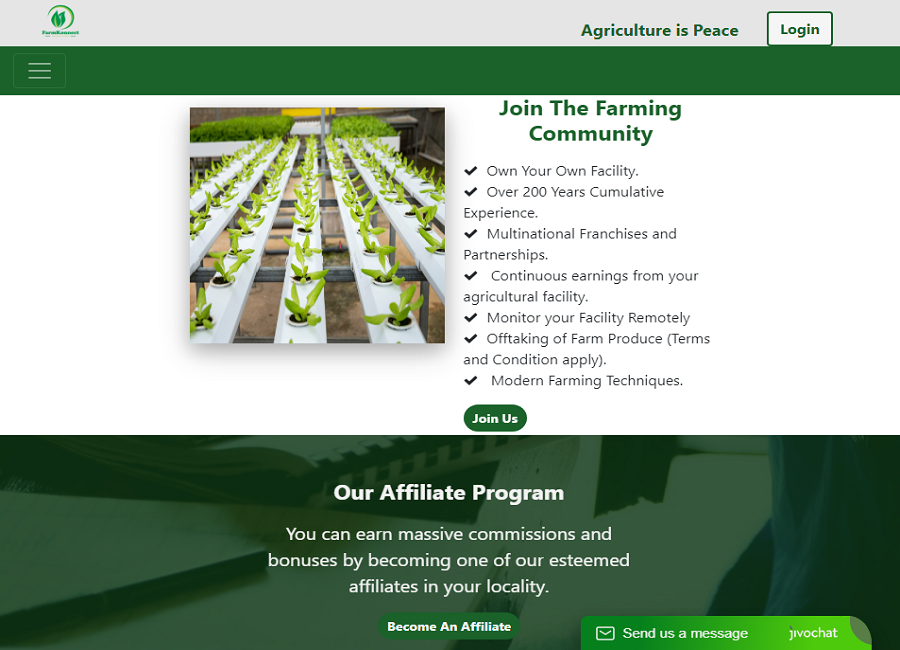 FarmKonnect
Agriculture is Peace
Login
Join The Farming
Community
Own Your Own Facility.
Over 200 Years Cumulative
Experience.
Multinational Franchises and
Partnerships.
Continuous earnings from your
agricultural facility.
Monitor your Facility Remotely
Offtaking of Farm Produce (Terms
and Condition apply).
Modern Farming Techniques.
Join Us
Our Affiliate Program
You can earn massive commissions and
bonuses by becoming one of our esteemed
affiliates in your locality.
Become An Affiliate
Send us a message
jivochat